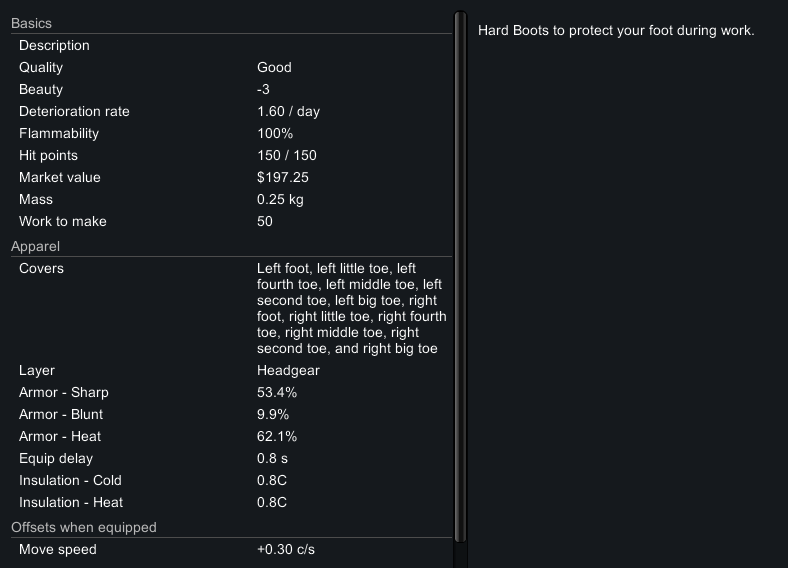 Basics
Description
Quality Good
Beauty -3
Deterioration rate 1.60 / day
Flammability 100%
Hit points 150 / 150
Market value $197.25
Mass 0.25 kg
Work to make 50
Apparel
Covers Left foot, left little toe, left
fourth toe, left middle toe, left
second toe, left big toe, right
foot, right little toe, right fourth
toe, right middle toe, right
second toe, and right big toe
Layer Headgear
Armor - Sharp 53.4%
Armor - Blunt 9.9%
Armor - Heat 62.1%
Equip delay 0.8 s
Insulation - Cold 0.8C
Insulation - Heat 0.8C
Offsets when equipped
Move speed +0.30 c/s
Hard Boots to protect your foot during work.